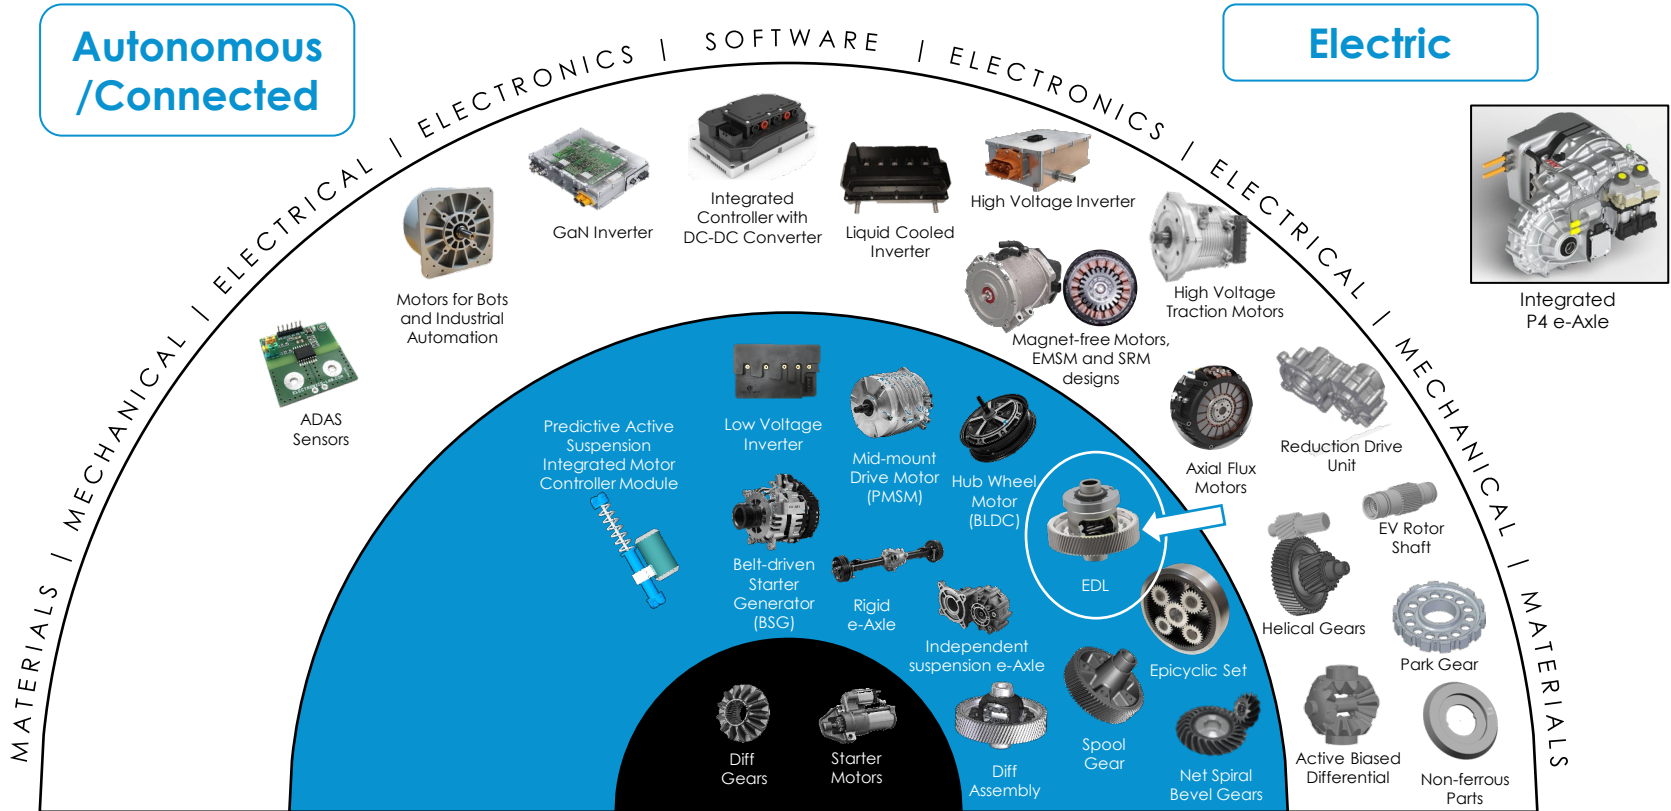 Autonomous
/Connected
Electric
MATERIALS | MECHANICAL | ELECTRICAL | ELECTRONICS | SOFTWARE | ELECTRONICS | ELECTRICAL | MECHANICAL | MATERIALS
ADAS
Sensors
Motors for Bots
and Industrial
Automation
GaN Inverter
Integrated
Controller with
DC-DC Converter
Liquid Cooled
Inverter
High Voltage Inverter
High Voltage
Traction Motors
Magnet-free Motors,
EMSM and SRM
designs
Integrated
P4 e-Axle
Axial Flux
Motors
Reduction Drive
Unit
EV Rotor
Shaft
Helical Gears
Park Gear
Active Biased
Differential
Non-ferrous
Parts
Predictive Active
Suspension
Integrated Motor
Controller Module
Low Voltage
Inverter
Mid-mount
Drive Motor
(PMSM)
Hub Wheel
Motor
(BLDC)
EDL
Belt-driven
Starter
Generator
(BSG)
Rigid
e-Axle
Independent
suspension e-Axle
Epicyclic Set
Diff
Assembly
Spool
Gear
Net Spiral
Bevel Gears
Diff
Gears
Starter
Motors